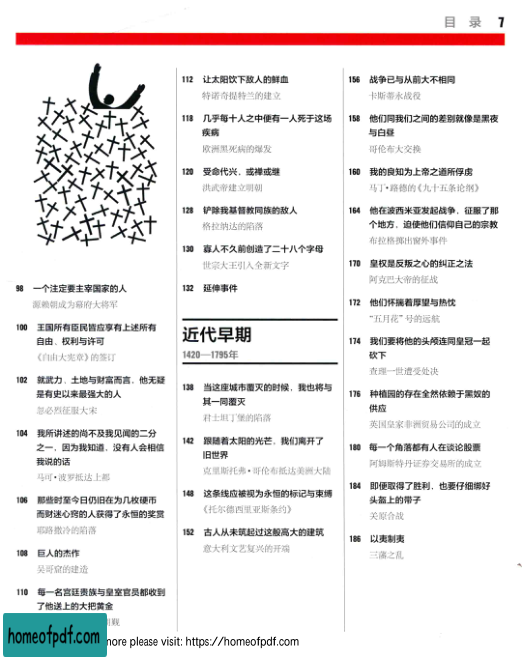 目 录 7
98 一个注定要主宰国家的人
源赖朝成为幕府大将军
100 王国所有臣民皆应享有上述所有
自由、权利与许可
《自由大宪章》的签订
102 就武力、土地与财富而言，他无疑
是有史以来最强大的人
忽必烈征服大宋
104 我所讲述的尚不及我见闻的二分
之一，因为我知道，没有人会相信
我说的话
马可·波罗抵达上都
106 那些时至今日仍旧在为几枚硬币
而财迷心窍的人获得了永恒的奖赏
耶路撒冷的陷落
108 巨人的杰作
吴哥窟的建造
110 每一名宫廷贵族与皇室官员都收到
了他送上的大把黄金
112 让太阳饮下敌人的鲜血
特诺奇提特兰的建立
118 几乎每十人之中便有一人死于这场
疾病
欧洲黑死病的爆发
120 受命代兴，或禅或继
洪武帝建立明朝
128 铲除我基督教同族的敌人
格拉纳达的陷落
130 寡人不久前创造了二十八个字母
世宗大王引入全新文字
132 延伸事件
近代早期
1420—1795年
138 当这座城市覆灭的时候，我也将与
其一同覆灭
君士坦丁堡的陷落
142 跟随着太阳的光芒，我们离开了
旧世界
克里斯托弗·哥伦布抵达美洲大陆
148 这条线应被视为永恒的标记与束缚
《托尔德西里亚斯条约》
152 古人从未筑起过这般高大的建筑
意大利文艺复兴的开端
156 战争已与从前大不相同
卡斯蒂永战役
158 他们同我们之间的差别就像是黑夜
与白昼
哥伦布大交换
160 我的良知为上帝之道所俘虏
马丁·路德的《九十五条论纲》
164 他在波西米亚发起战争，征服了那
个地方，迫使他们信仰自己的宗教
布拉格掷出窗外事件
170 皇权是反叛之心的纠正之法
阿克巴大帝的征战
172 他们怀揣着厚望与热忱
“五月花”号的远航
174 我们要将他的头颅连同皇冠一起
砍下
查理一世遭受处决
176 种植园的存在全然依赖于黑奴的
供应
英国皇家非洲贸易公司的成立
180 每一个角落都有人在谈论股票
阿姆斯特丹证券交易所的成立
184 即便取得了胜利，也要仔细绑好
头盔上的带子
关原合战
186 以夷制夷
三藩之乱
homeofpdf.com
more please visit: https://homeofpdf.com